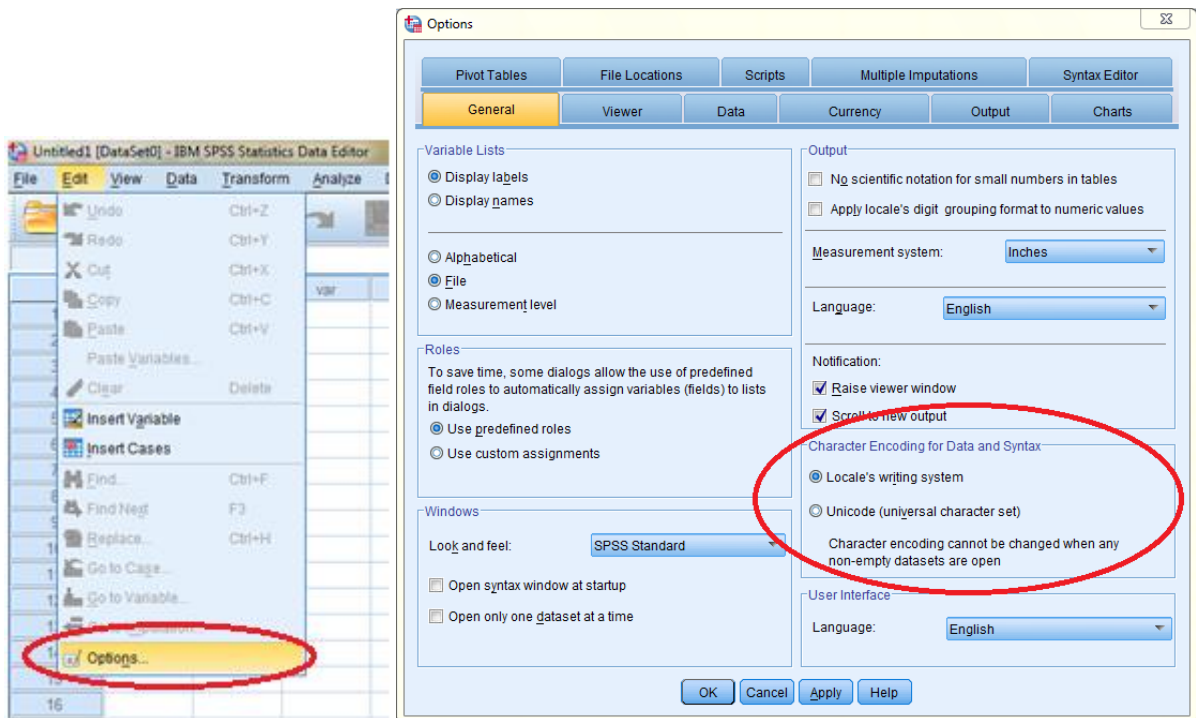 Untitled1 [DataSet0] - IBM SPSS Statistics Data Editor
File Edit View Data Transform Analyze
Undo Ctrl+Z
Redo Ctrl+Y
Cut Ctrl+X
Copy Ctrl+C
Paste Ctrl+V
Paste Variables...
Clear Delete
Insert Variable
Insert Cases
Find... Ctrl+F
Find Next F3
Replace... Ctrl+H
Go to Case...
Go to Variable...
Options...
var
16
Options
Pivot Tables File Locations Scripts Multiple Imputations Syntax Editor
General Viewer Data Currency Output Charts
Variable Lists
Display labels
Display names
Alphabetical
File
Measurement level
Roles
To save time, some dialogs allow the use of predefined
field roles to automatically assign variables (fields) to lists
in dialogs.
Use predefined roles
Use custom assignments
Windows
Look and feel: SPSS Standard
Open syntax window at startup
Open only one dataset at a time
Output
No scientific notation for small numbers in tables
Apply locale's digit grouping format to numeric values
Measurement system: Inches
Language: English
Notification:
Raise viewer window
Scroll to new output
Character Encoding for Data and Syntax
Locale's writing system
Unicode (universal character set)
Character encoding cannot be changed when any
non-empty datasets are open
User Interface
Language: English
OK Cancel Apply Help